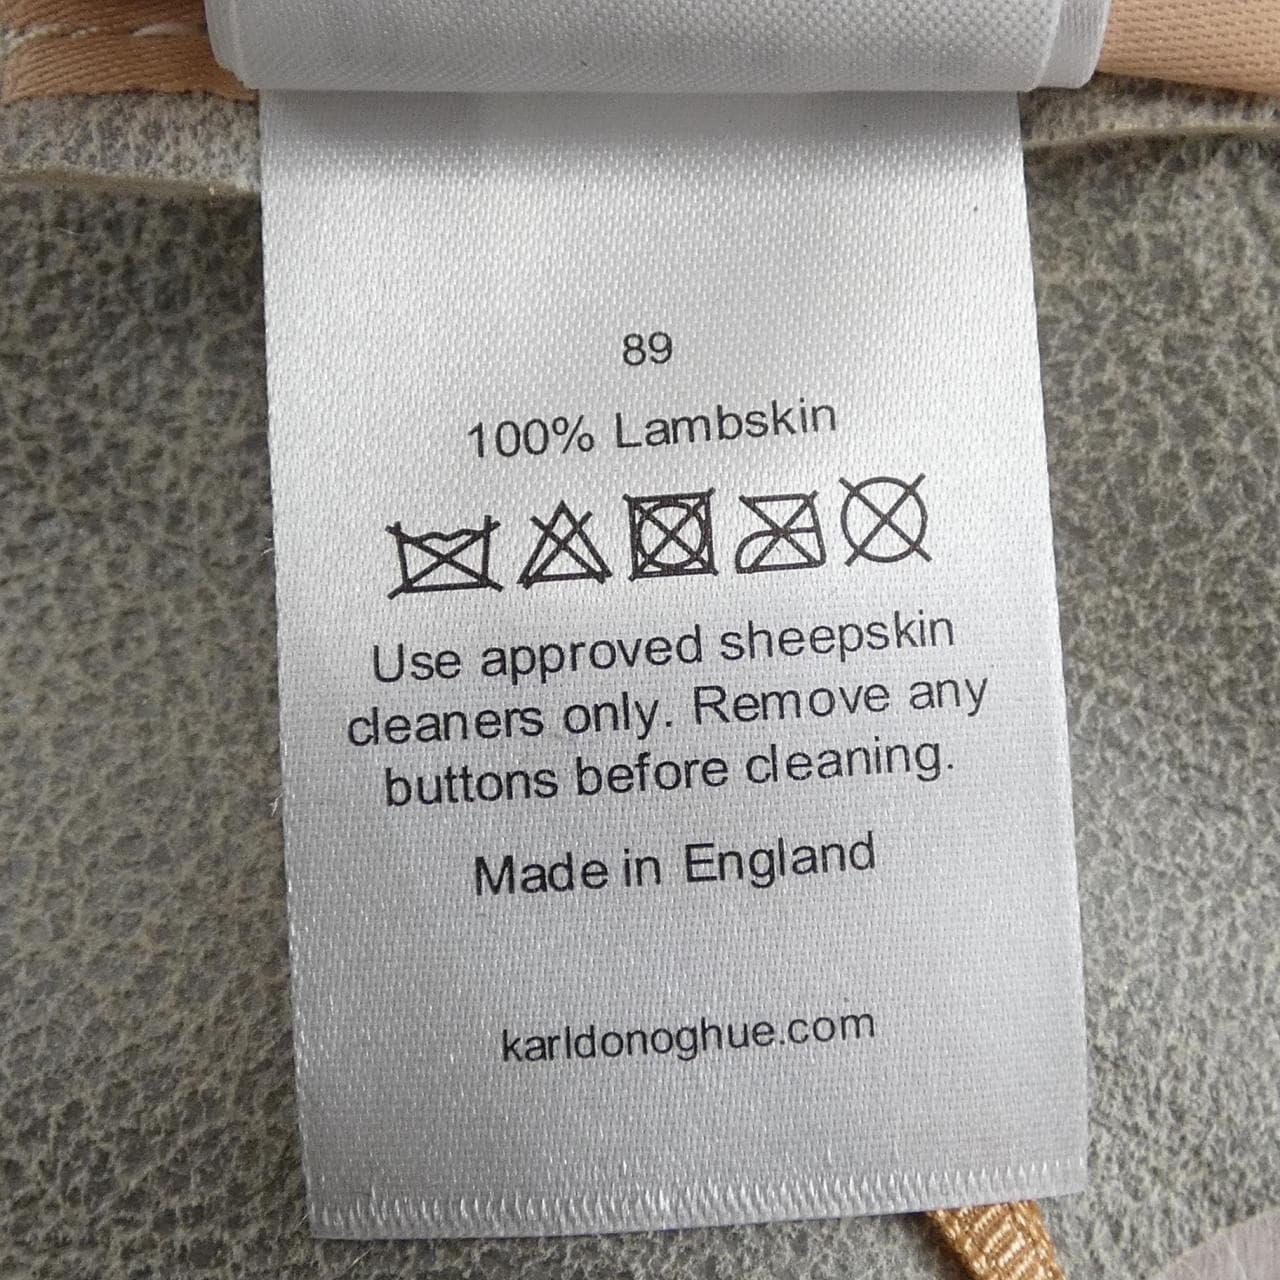 89
100% Lambskin
Use approved sheepskin
cleaners only. Remove any
buttons before cleaning.
Made in England
karldonoghue.com